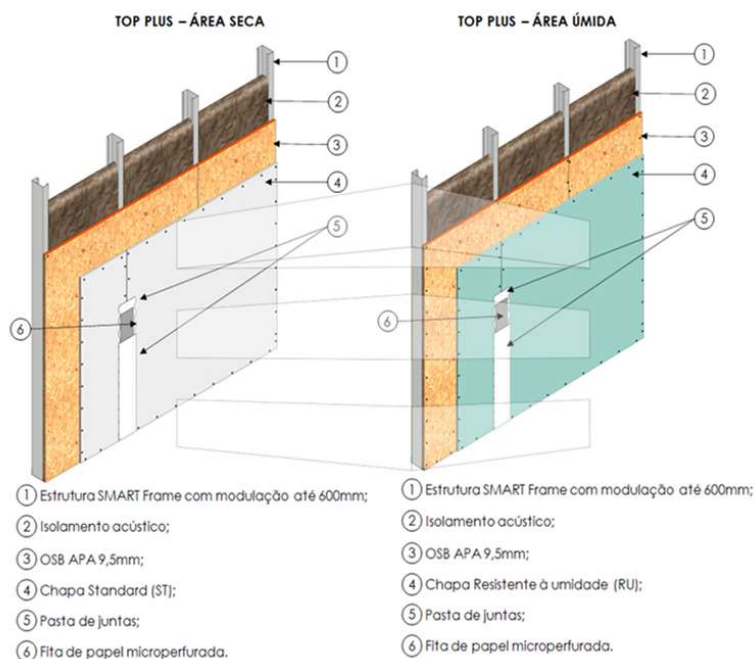 TOP PLUS – ÁREA SECA
1
2
3
4
5
6
1 Estrutura SMART Frame com modulação até 600mm;
2 Isolamento acústico;
3 OSB APA 9,5mm;
4 Chapa Standard (ST);
5 Pasta de juntas;
6 Fita de papel microperfurada.
TOP PLUS – ÁREA ÚMIDA
1
2
3
4
5
6
1 Estrutura SMART Frame com modulação até 600mm;
2 Isolamento acústico;
3 OSB APA 9,5mm;
4 Chapa Resistente à umidade (RU);
5 Pasta de juntas;
6 Fita de papel microperfurada.